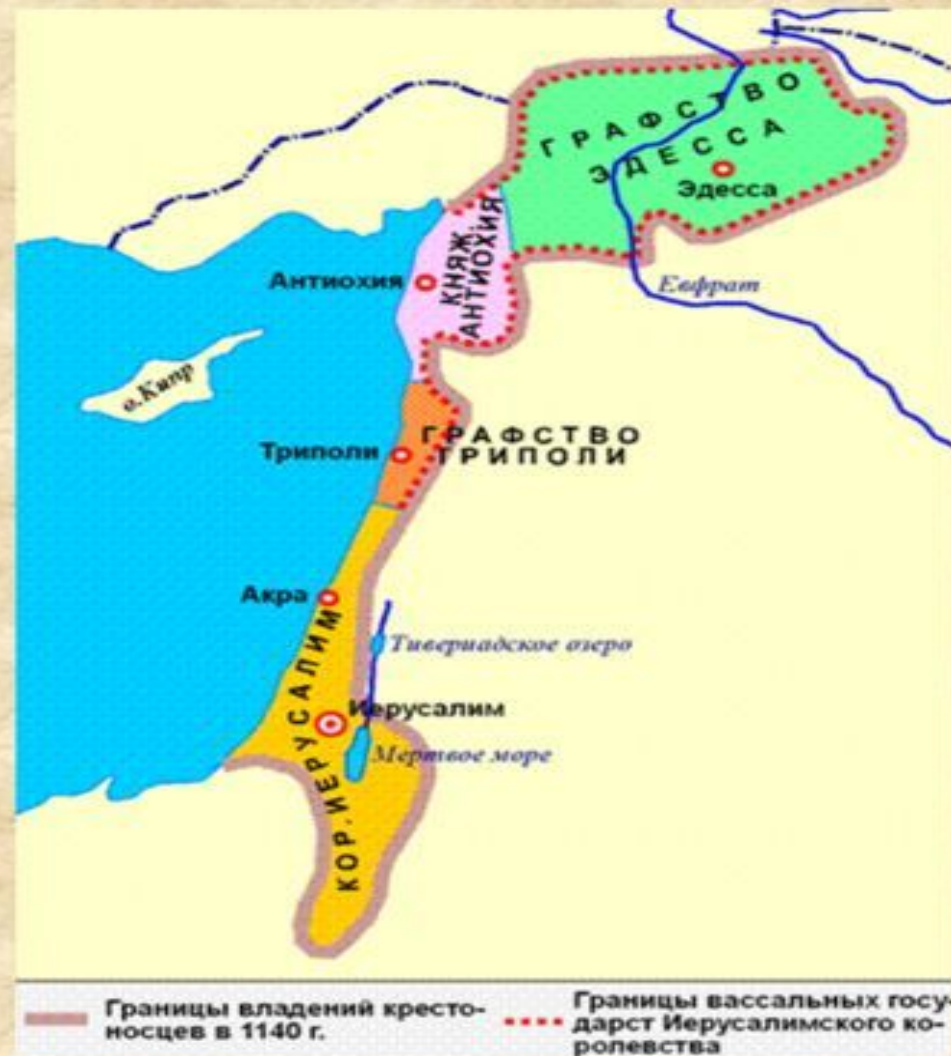 ГРАФСТВО
ЭДЕССА
Эдесса
КНЯЖ.
АНТИОХИЯ
Антиохия
Евфрат
о.Кипр
ГРАФСТВО
ТРИПОЛИ
Триполи
Акра
Тивериадское озеро
Иерусалим
Мертвое море
КОР. ИЕРУСАЛИМ
Границы владений кресто-
носцев в 1140 г.
Границы вассальных госу-
дарст Иерусалимского ко-
ролевства